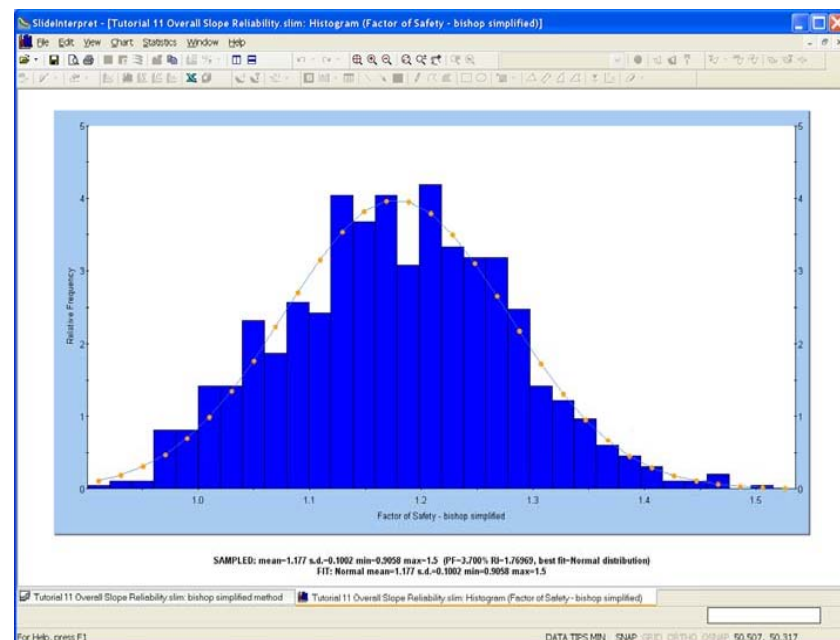 SlideInterpret - [Tutorial 11 Overall Slope Reliability.slim: Histogram (Factor of Safety - bishop simplified)]
File Edit View Chart Statistics Window Help
5 5
4 4
3 3
2 2
1 1
0 0
Relative Frequency
1.0 1.1 1.2 1.3 1.4 1.5
Factor of Safety - bishop simplified
SAMPLED: mean=1.177 s.d.=0.1002 min=0.9058 max=1.5 (PF=3.700% RI=1.76969, best fit=Normal distribution)
FIT: Normal mean=1.177 s.d.=0.1002 min=0.9058 max=1.5
Tutorial 11 Overall Slope Reliability.slim: bishop simplified method Tutorial 11 Overall Slope Reliability.slim: Histogram (Factor of Safety - bishop simplified)
For Help, press F1 DATA TIPS MIN SNAP GRID ORTHO OSNAP 50.507, 50.317